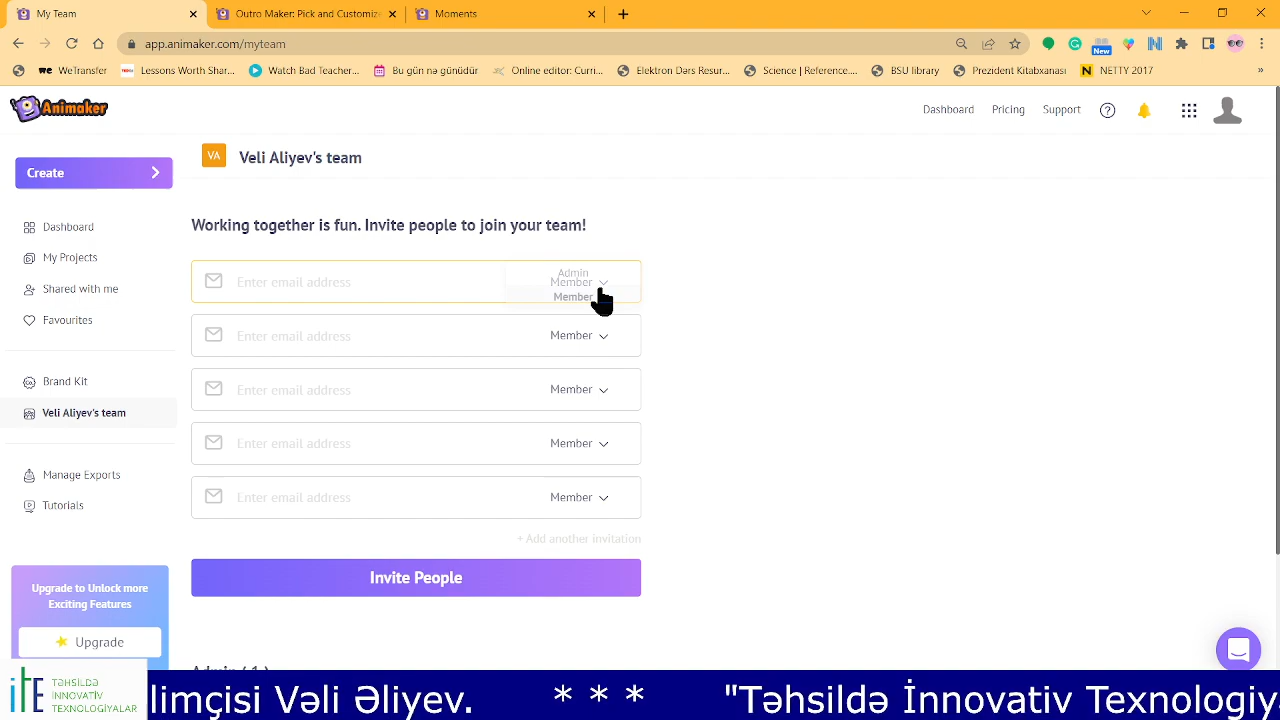 My Team
Outro Maker: Pick and Customize
Moments
app.animaker.com/myteam
New
WeTransfer
Lessons Worth Shar...
Watch Bad Teacher...
Bu gün nə günüdür
Online editor: Curri...
Elektron Dərs Resur...
Science | Reference....
BSU library
Prezident Kitabxanası
NETTY 2017
»
Animaker
Dashboard
Pricing
Support
Create
VA
Veli Aliyev's team
Working together is fun. Invite people to join your team!
Dashboard
My Projects
Shared with me
Favourites
Brand Kit
Veli Aliyev's team
Manage Exports
Tutorials
Enter email address
Admin
Member
Member
Enter email address
Member
Enter email address
Member
Enter email address
Member
Enter email address
Member
+ Add another invitation
Invite People
Upgrade to Unlock more
Exciting Features
Upgrade
Admin ( 1 )
iTE
TƏHSİLDƏ
İNNOVATİV
TEXNOLOGİYALAR
limçisi Vəli Əliyev. * * * "Təhsildə İnnovativ Texnologiy